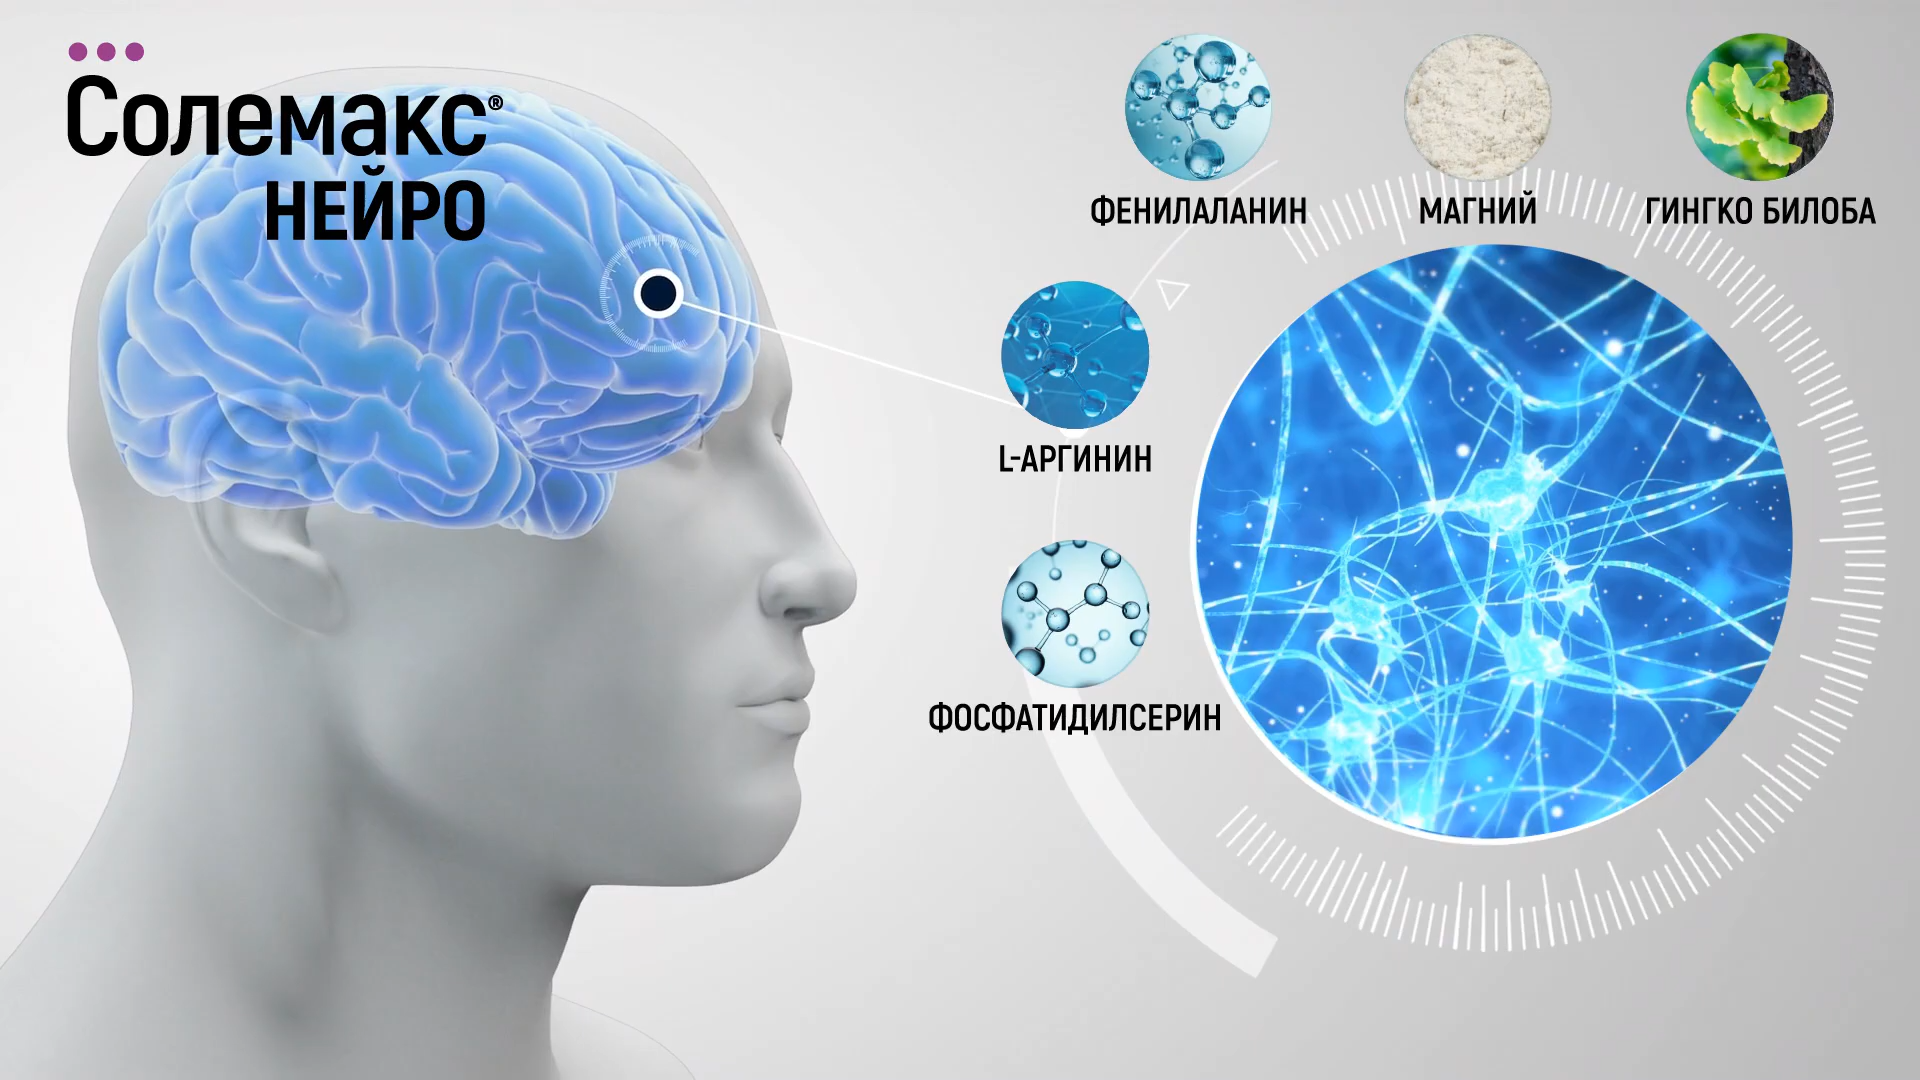 Солемакс®
НЕЙРО
ФЕНИЛАЛАНИН
МАГНИЙ
ГИНГКО БИЛОБА
L-АРГИНИН
ФОСФАТИДИЛСЕРИН